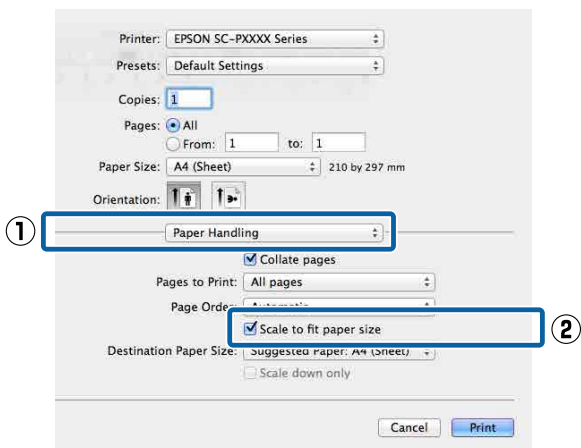 Printer: EPSON SC-PXXXX Series
Presets: Default Settings
Copies: 1
Pages: All
From: 1 to: 1
Paper Size: A4 (Sheet) 210 by 297 mm
Orientation:
1 Paper Handling
Collate pages
Pages to Print: All pages
Page Order: Automatic
Scale to fit paper size 2
Destination Paper Size: Suggested Paper: A4 (Sheet)
Scale down only
Cancel Print